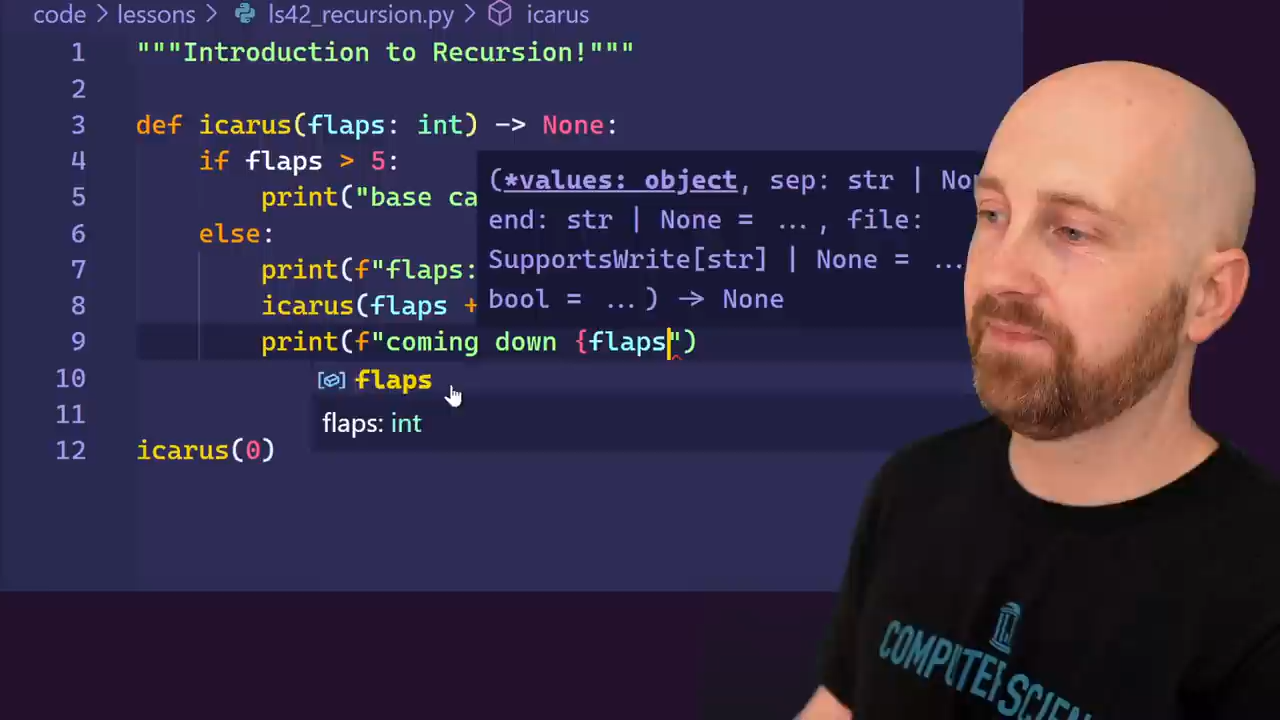 code > lessons > ls42_recursion.py > icarus
1 """Introduction to Recursion!"""
2
3 def icarus(flaps: int) -> None:
4 if flaps > 5:
5 print("base ca
6 else:
7 print(f"flaps:
8 icarus(flaps +
9 print(f"coming down {flaps")
10
11
12 icarus(0)
(*values: object, sep: str | No
end: str | None = ..., file:
SupportsWrite[str] | None = ...
bool = ...) -> None
flaps
flaps: int
COMPUTER SCIEN